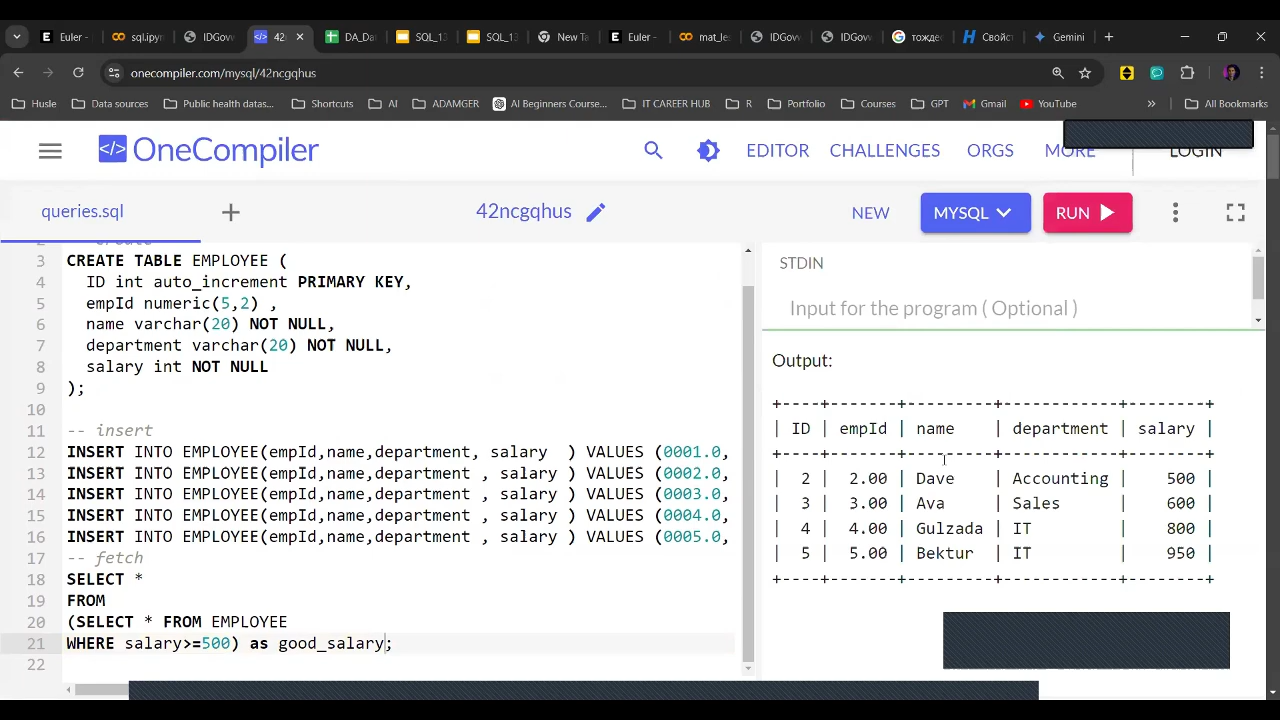 Euler -
sql.ipyn
IDGovv
42
DA_Da
SQL_13
SQL_13
New Ta
Euler -
mat_le
IDGovv
IDGovv
тождес
Свойст
Gemini
onecompiler.com/mysql/42ncgqhus
Husle
Data sources
Public health datas...
Shortcuts
AI
ADAMGER
AI Beginners Course...
IT CAREER HUB
R
Portfolio
Courses
GPT
Gmail
YouTube
All Bookmarks
</> OneCompiler
EDITOR
CHALLENGES
ORGS
MORE
LOGIN
queries.sql
42ncgqhus
NEW
MYSQL
RUN
3 CREATE TABLE EMPLOYEE (
4 ID int auto_increment PRIMARY KEY,
5 empId numeric(5,2) ,
6 name varchar(20) NOT NULL,
7 department varchar(20) NOT NULL,
8 salary int NOT NULL
9 );
10
11 -- insert
12 INSERT INTO EMPLOYEE(empId,name,department, salary ) VALUES (0001.0,
13 INSERT INTO EMPLOYEE(empId,name,department , salary ) VALUES (0002.0,
14 INSERT INTO EMPLOYEE(empId,name,department , salary ) VALUES (0003.0,
15 INSERT INTO EMPLOYEE(empId,name,department , salary ) VALUES (0004.0,
16 INSERT INTO EMPLOYEE(empId,name,department , salary ) VALUES (0005.0,
17 -- fetch
18 SELECT *
19 FROM
20 (SELECT * FROM EMPLOYEE
21 WHERE salary>=500) as good_salary;
22
STDIN
Input for the program ( Optional )
Output:
+----+-------+---------+------------+--------+
| ID | empId | name | department | salary |
+----+-------+---------+------------+--------+
| 2 | 2.00 | Dave | Accounting | 500 |
| 3 | 3.00 | Ava | Sales | 600 |
| 4 | 4.00 | Gulzada | IT | 800 |
| 5 | 5.00 | Bektur | IT | 950 |
+----+-------+---------+------------+--------+